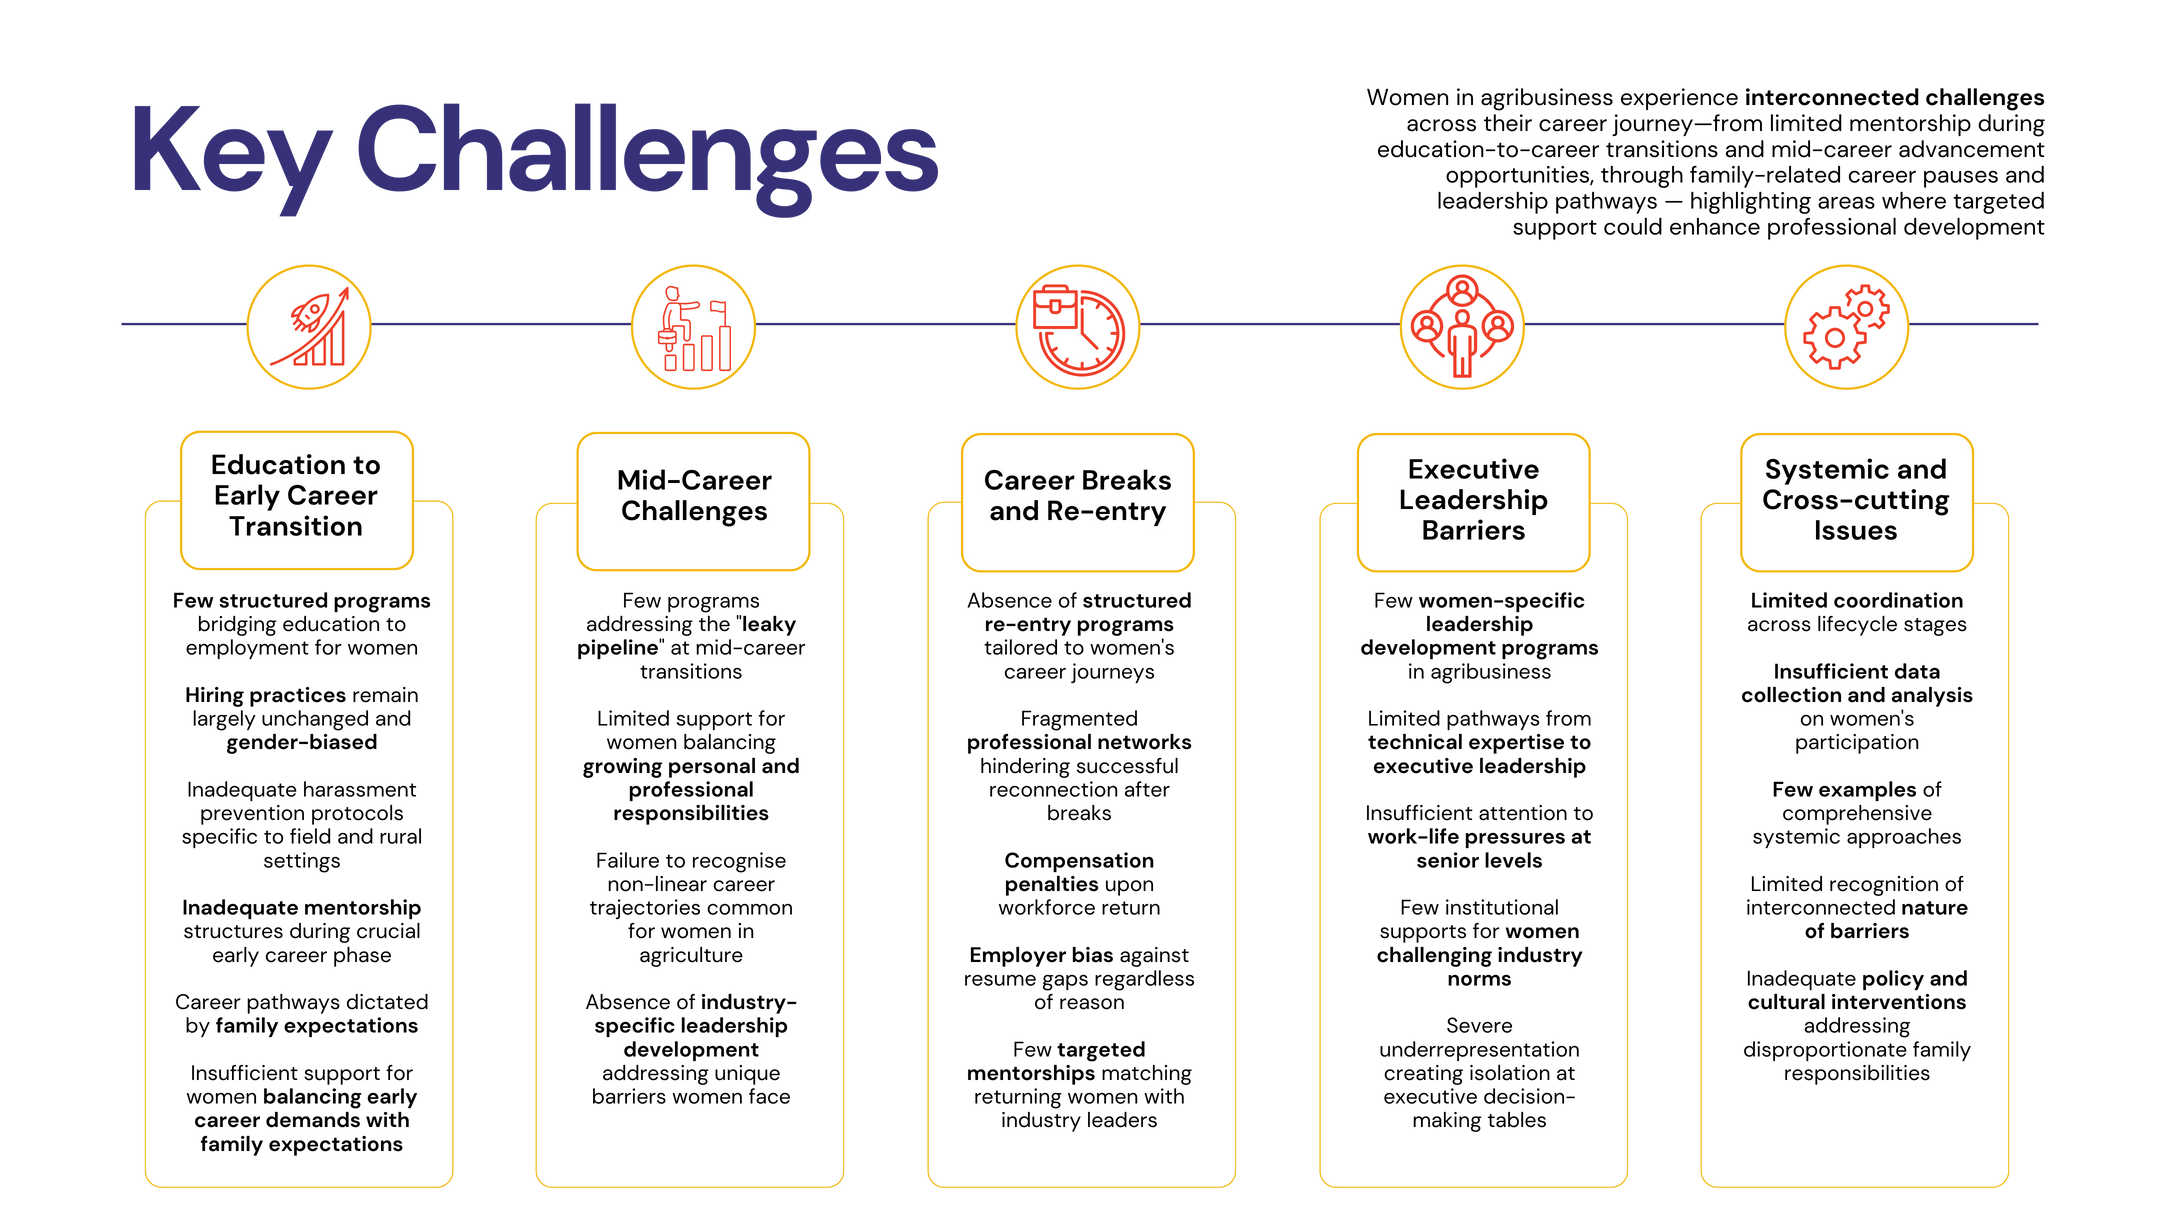 Key Challenges
Women in agribusiness experience interconnected challenges
across their career journey—from limited mentorship during
education-to-career transitions and mid-career advancement
opportunities, through family-related career pauses and
leadership pathways — highlighting areas where targeted
support could enhance professional development
Education to
Early Career
Transition
Few structured programs
bridging education to
employment for women
Hiring practices remain
largely unchanged and
gender-biased
Inadequate harassment
prevention protocols
specific to field and rural
settings
Inadequate mentorship
structures during crucial
early career phase
Career pathways dictated
by family expectations
Insufficient support for
women balancing early
career demands with
family expectations
Mid-Career
Challenges
Few programs
addressing the "leaky
pipeline" at mid-career
transitions
Limited support for
women balancing
growing personal and
professional
responsibilities
Failure to recognise
non-linear career
trajectories common
for women in
agriculture
Absence of industry-
specific leadership
development
addressing unique
barriers women face
Career Breaks
and Re-entry
Absence of structured
re-entry programs
tailored to women's
career journeys
Fragmented
professional networks
hindering successful
reconnection after
breaks
Compensation
penalties upon
workforce return
Employer bias against
resume gaps regardless
of reason
Few targeted
mentorships matching
returning women with
industry leaders
Executive
Leadership
Barriers
Few women-specific
leadership
development programs
in agribusiness
Limited pathways from
technical expertise to
executive leadership
Insufficient attention to
work-life pressures at
senior levels
Few institutional
supports for women
challenging industry
norms
Severe
underrepresentation
creating isolation at
executive decision-
making tables
Systemic and
Cross-cutting
Issues
Limited coordination
across lifecycle stages
Insufficient data
collection and analysis
on women's
participation
Few examples of
comprehensive
systemic approaches
Limited recognition of
interconnected nature
of barriers
Inadequate policy and
cultural interventions
addressing
disproportionate family
responsibilities